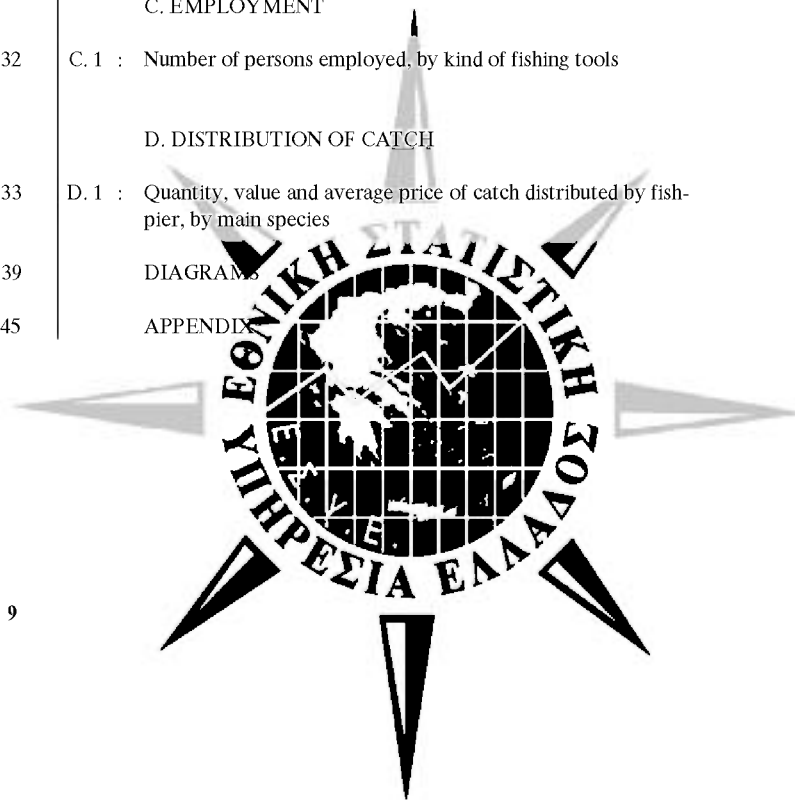 C. EMPLOYMENT
32 C. 1 : Number of persons employed, by kind of fishing tools
D. DISTRIBUTION OF CATCH
33 D. 1 : Quantity, value and average price of catch distributed by fish-
pier, by main species
39 DIAGRAMS
45 APPENDIX
ΕΘΝΙΚΗ ΣΤΑΤΙΣΤΙΚΗ
ΥΠΗΡΕΣΙΑ ΕΛΛΑΔΟΣ
Ε.Σ.Υ.Ε.
9